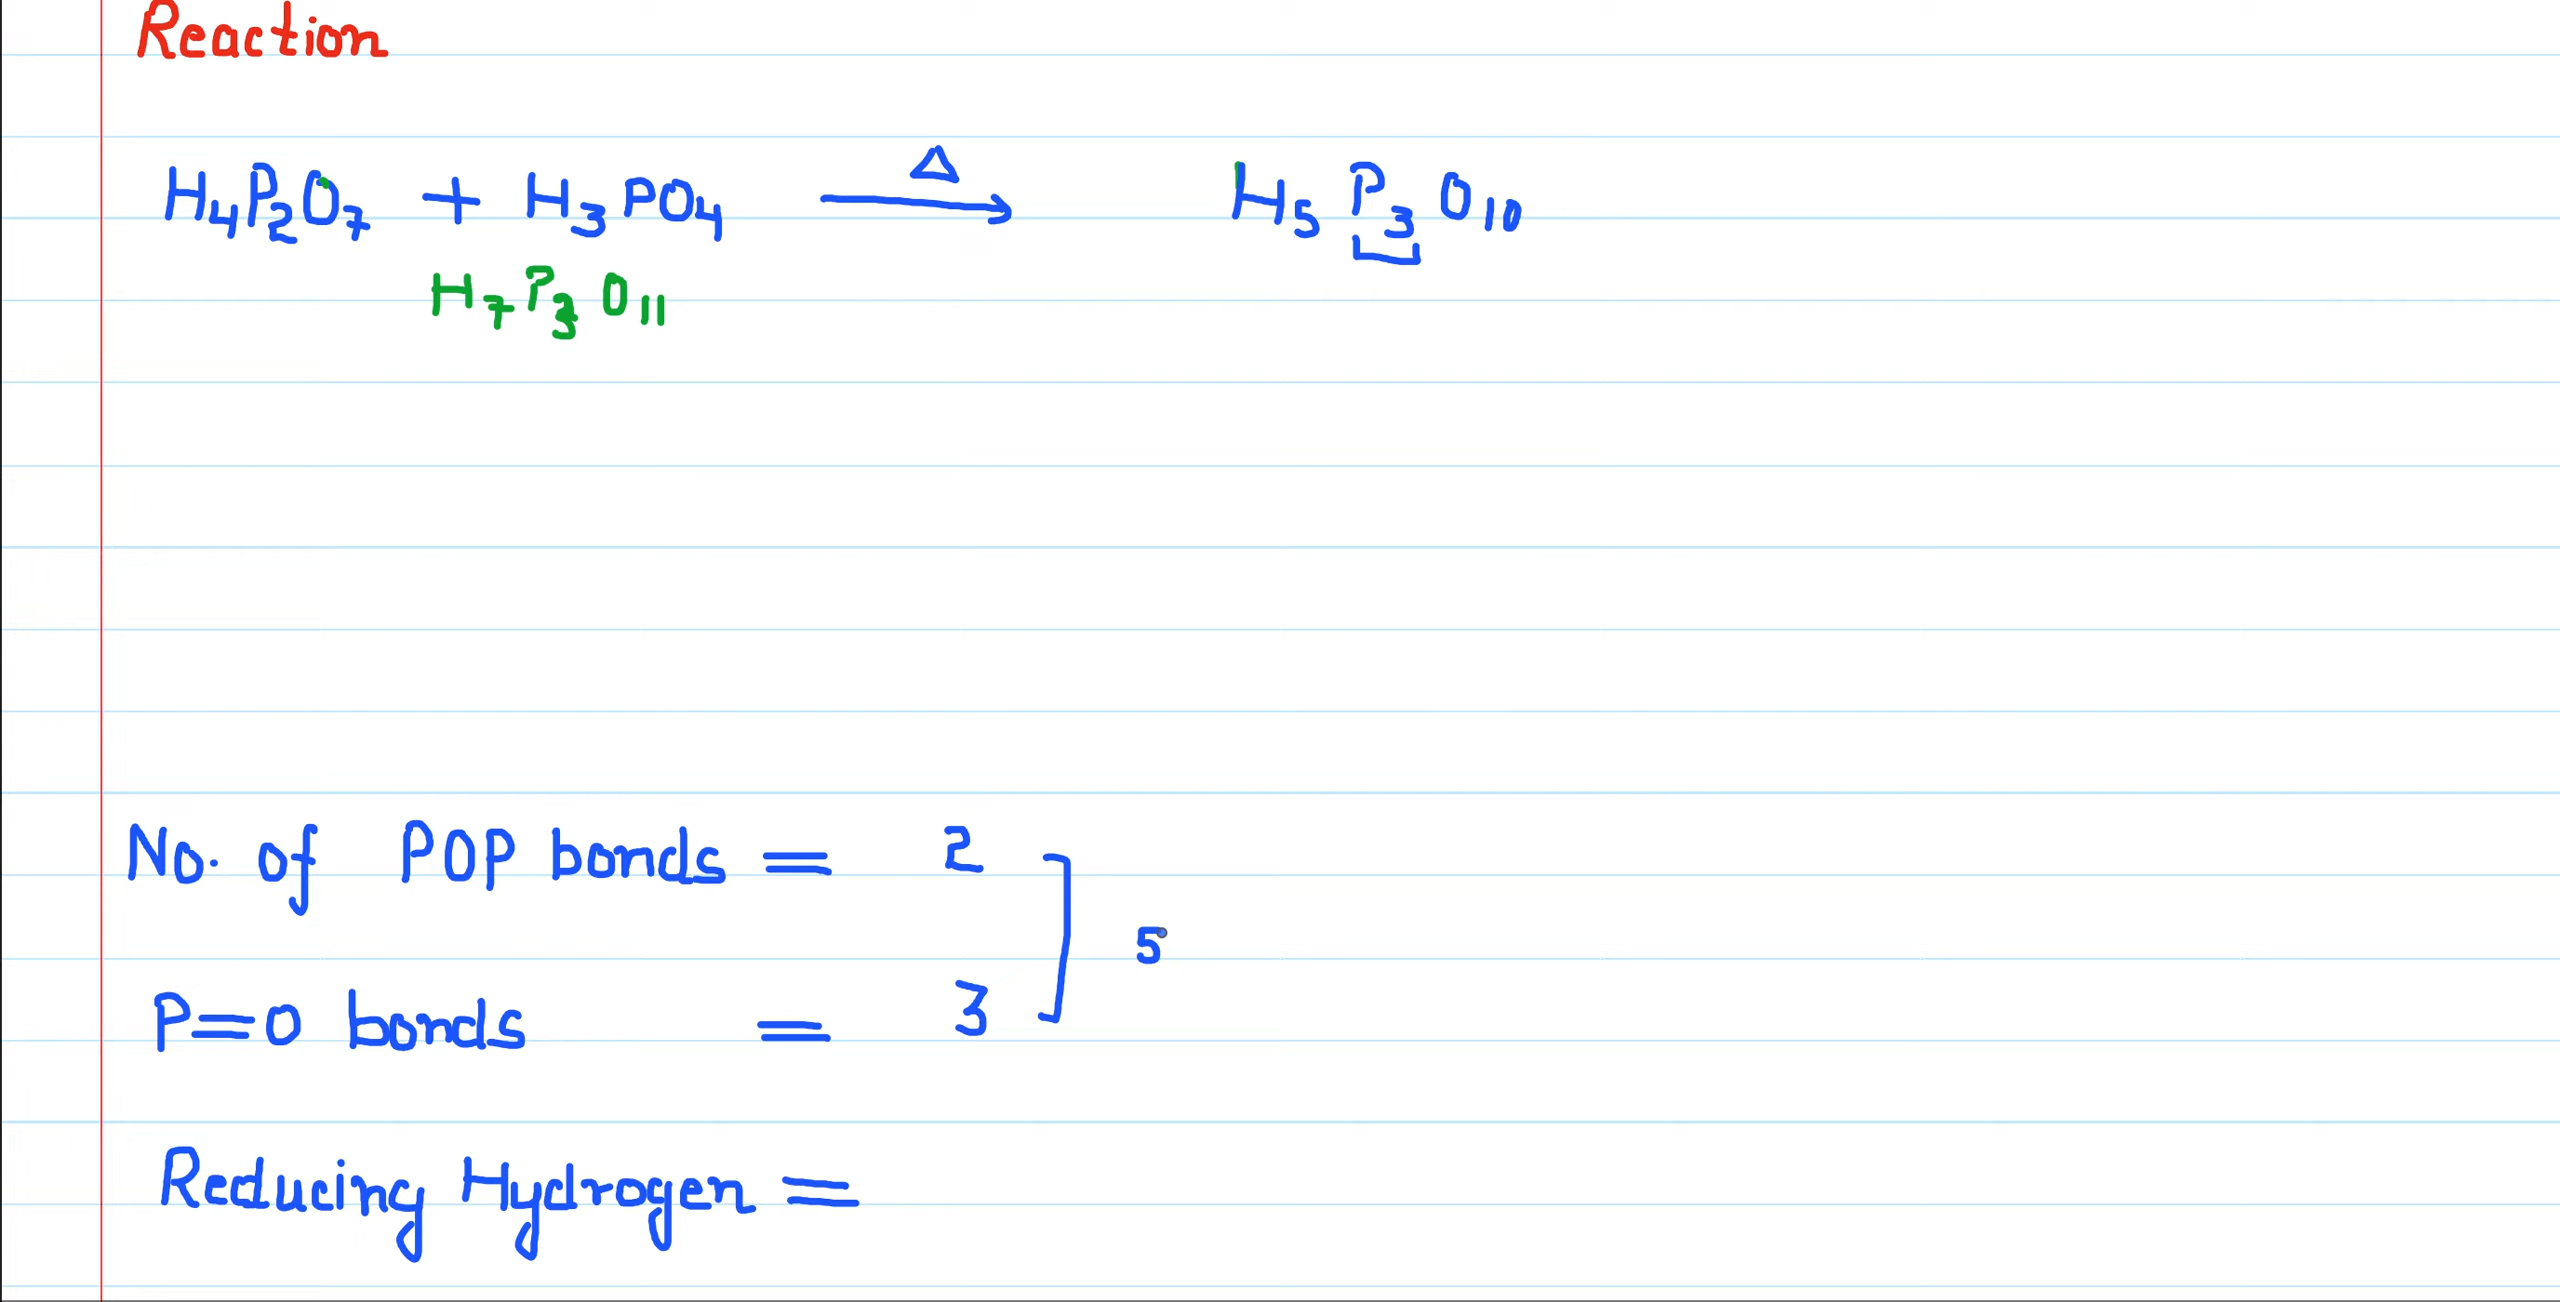 Reaction
H₄P₂O₇ + H₃PO₄ —Δ→ H₅P₃O₁₀
H₇P₃O₁₁
No. of POP bonds = 2
5
P=O bonds = 3
Reducing Hydrogen =